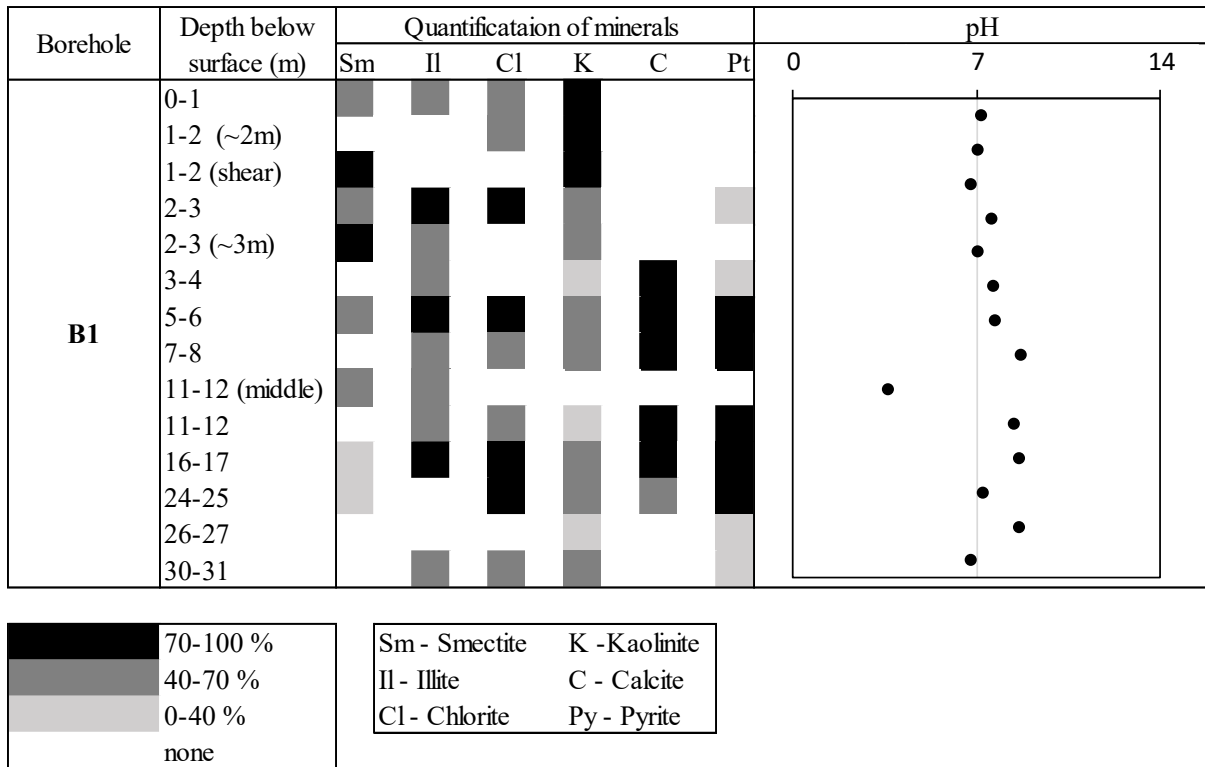 Borehole Depth below surface (m) Quantificataion of minerals pH
Sm Il Cl K C Pt 0 7 14
B1
0-1
1-2 (~2m)
1-2 (shear)
2-3
2-3 (~3m)
3-4
5-6
7-8
11-12 (middle)
11-12
16-17
24-25
26-27
30-31
70-100 %
40-70 %
0-40 %
none
Sm - Smectite K -Kaolinite
Il - Illite C - Calcite
Cl - Chlorite Py - Pyrite